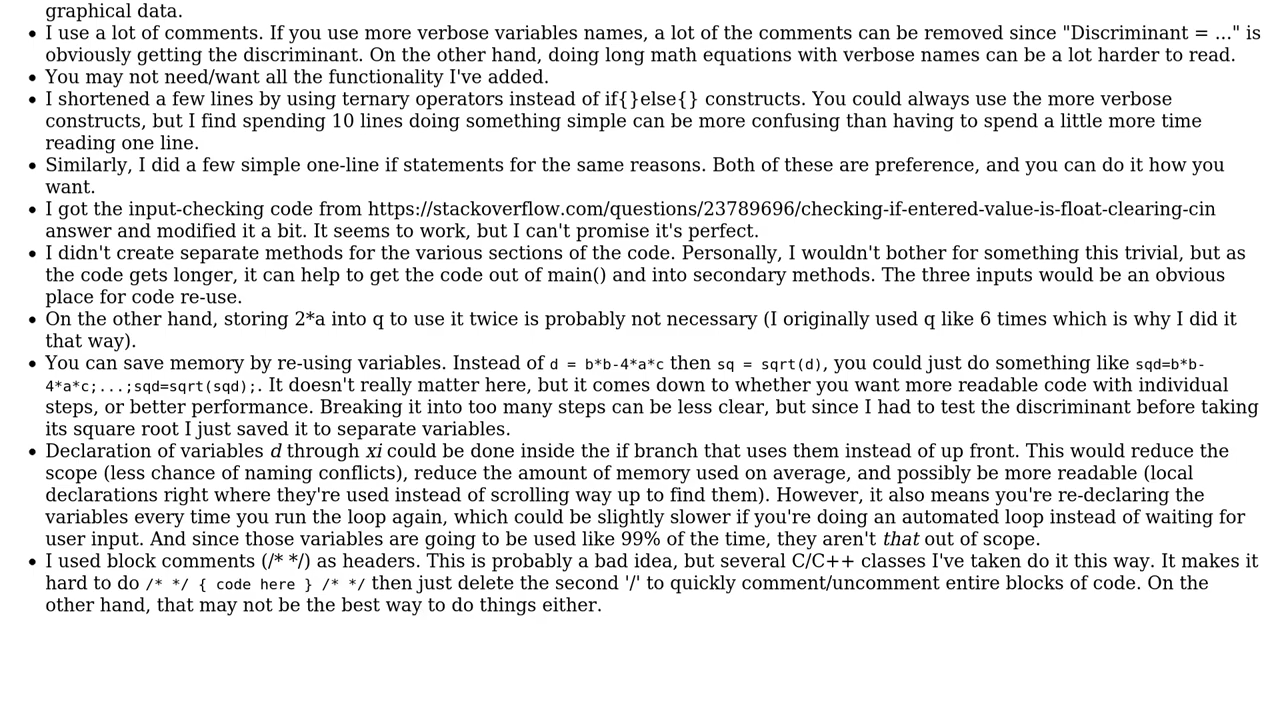 graphical data.
• I use a lot of comments. If you use more verbose variables names, a lot of the comments can be removed since "Discriminant = ..." is
obviously getting the discriminant. On the other hand, doing long math equations with verbose names can be a lot harder to read.
• You may not need/want all the functionality I've added.
• I shortened a few lines by using ternary operators instead of if{}else{} constructs. You could always use the more verbose
constructs, but I find spending 10 lines doing something simple can be more confusing than having to spend a little more time
reading one line.
• Similarly, I did a few simple one-line if statements for the same reasons. Both of these are preference, and you can do it how you
want.
• I got the input-checking code from https://stackoverflow.com/questions/23789696/checking-if-entered-value-is-float-clearing-cin
answer and modified it a bit. It seems to work, but I can't promise it's perfect.
• I didn't create separate methods for the various sections of the code. Personally, I wouldn't bother for something this trivial, but as
the code gets longer, it can help to get the code out of main() and into secondary methods. The three inputs would be an obvious
place for code re-use.
• On the other hand, storing 2*a into q to use it twice is probably not necessary (I originally used q like 6 times which is why I did it
that way).
• You can save memory by re-using variables. Instead of d = b*b-4*a*c then sq = sqrt(d), you could just do something like sqd=b*b-
4*a*c;...;sqd=sqrt(sqd);. It doesn't really matter here, but it comes down to whether you want more readable code with individual
steps, or better performance. Breaking it into too many steps can be less clear, but since I had to test the discriminant before taking
its square root I just saved it to separate variables.
• Declaration of variables d through xi could be done inside the if branch that uses them instead of up front. This would reduce the
scope (less chance of naming conflicts), reduce the amount of memory used on average, and possibly be more readable (local
declarations right where they're used instead of scrolling way up to find them). However, it also means you're re-declaring the
variables every time you run the loop again, which could be slightly slower if you're doing an automated loop instead of waiting for
user input. And since those variables are going to be used like 99% of the time, they aren't that out of scope.
• I used block comments (/* */) as headers. This is probably a bad idea, but several C/C++ classes I've taken do it this way. It makes it
hard to do /* */ { code here } /* */ then just delete the second '/' to quickly comment/uncomment entire blocks of code. On the
other hand, that may not be the best way to do things either.